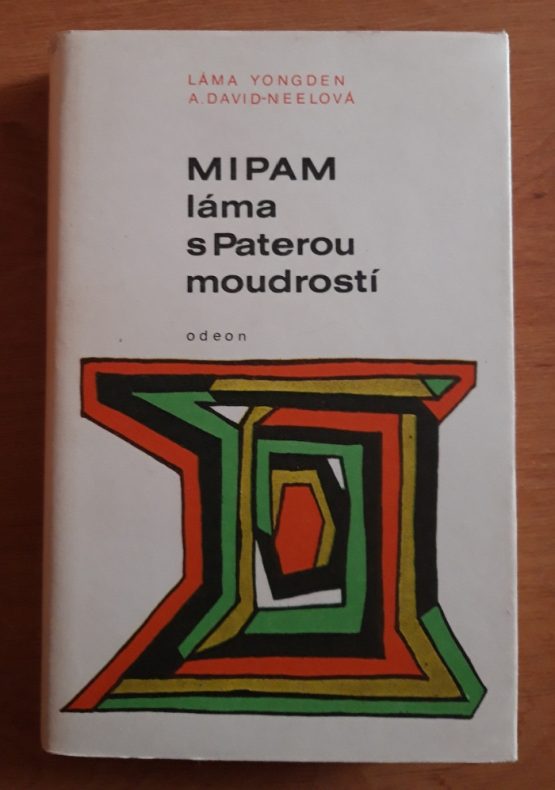 LÁMA YONGDEN
A. DAVID-NEELOVÁ
MIPAM
láma
s Paterou
moudrostí
odeon